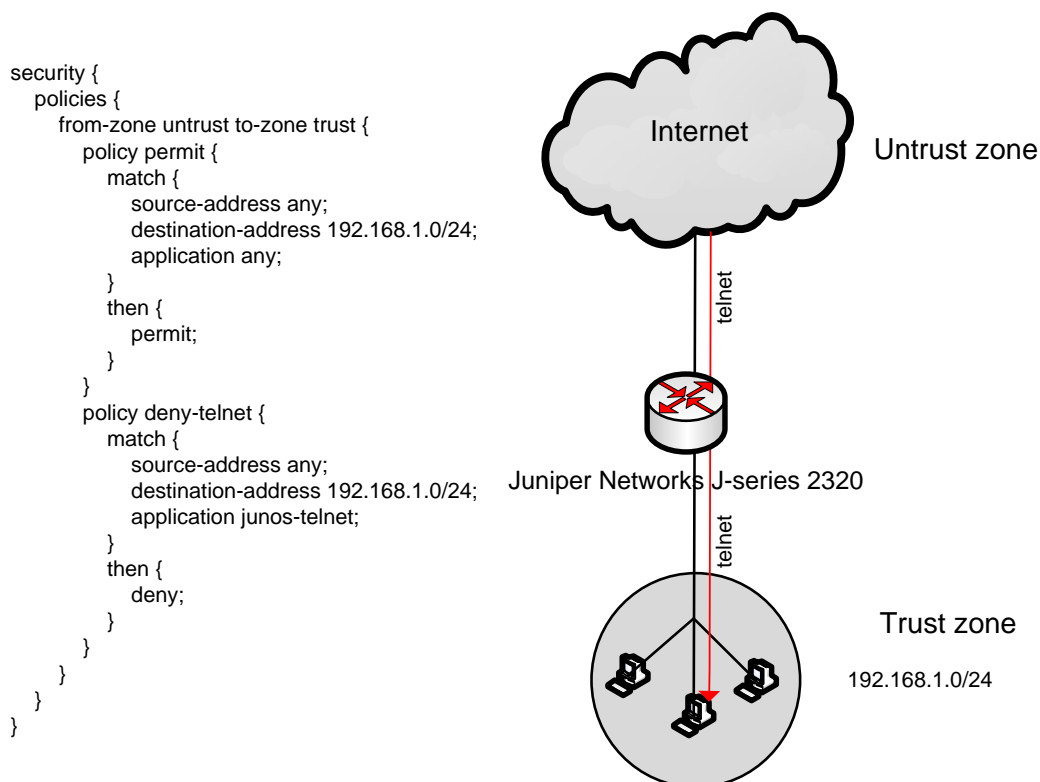 security {
policies {
from-zone untrust to-zone trust {
policy permit {
match {
source-address any;
destination-address 192.168.1.0/24;
application any;
}
then {
permit;
}
}
policy deny-telnet {
match {
source-address any;
destination-address 192.168.1.0/24;
application junos-telnet;
}
then {
deny;
}
}
}
}
}
Internet
Untrust zone
telnet
Juniper Networks J-series 2320
telnet
Trust zone
192.168.1.0/24